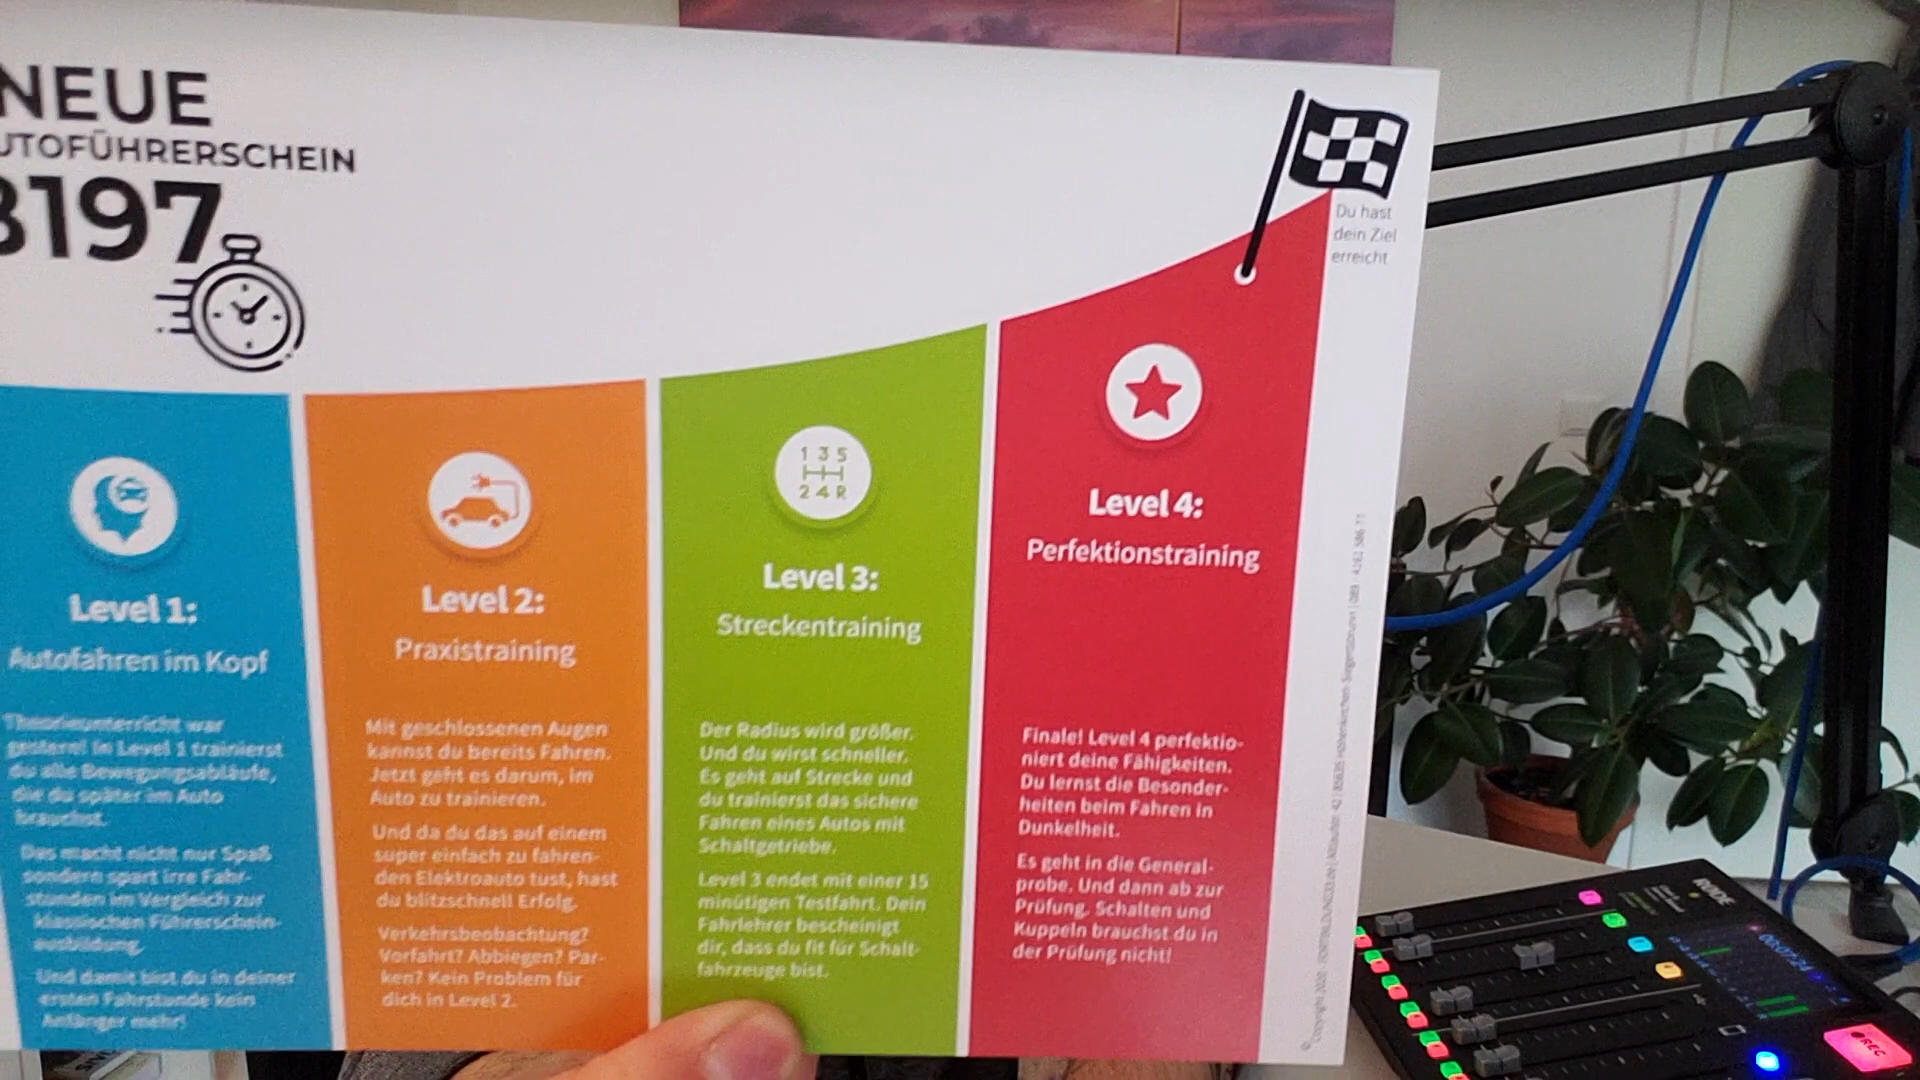 NEUE
UTOFÜHRERSCHEIN
B197
Du hast
dein Ziel
erreicht
Level 1:
Autofahren im Kopf
Theorieunterricht war
gestern! In Level 1 trainierst
du alle Bewegungsabläufe,
die du später im Auto
brauchst.
Das macht nicht nur Spaß
sondern spart irre Fahr-
stunden im Vergleich zur
klassischen Führerschein-
ausbildung.
Und damit bist du in deiner
ersten Fahrstunde kein
Anfänger mehr!
Level 2:
Praxistraining
Mit geschlossenen Augen
kannst du bereits Fahren.
Jetzt geht es darum, im
Auto zu trainieren.
Und da du das auf einem
super einfach zu fahren-
den Elektroauto tust, hast
du blitzschnell Erfolg.
Verkehrsbeobachtung?
Vorfahrt? Abbiegen? Par-
ken? Kein Problem für
dich in Level 2.
1 3 5
2 4 R
Level 3:
Streckentraining
Der Radius wird größer.
Und du wirst schneller.
Es geht auf Strecke und
du trainierst das sichere
Fahren eines Autos mit
Schaltgetriebe.
Level 3 endet mit einer 15
minütigen Testfahrt. Dein
Fahrlehrer bescheinigt
dir, dass du fit für Schalt-
fahrzeuge bist.
Level 4:
Perfektionstraining
Finale! Level 4 perfektio-
niert deine Fähigkeiten.
Du lernst die Besonder-
heiten beim Fahren in
Dunkelheit.
Es geht in die General-
probe. Und dann ab zur
Prüfung. Schalten und
Kuppeln brauchst du in
der Prüfung nicht!
© Copyright 2020
RØDE
REC